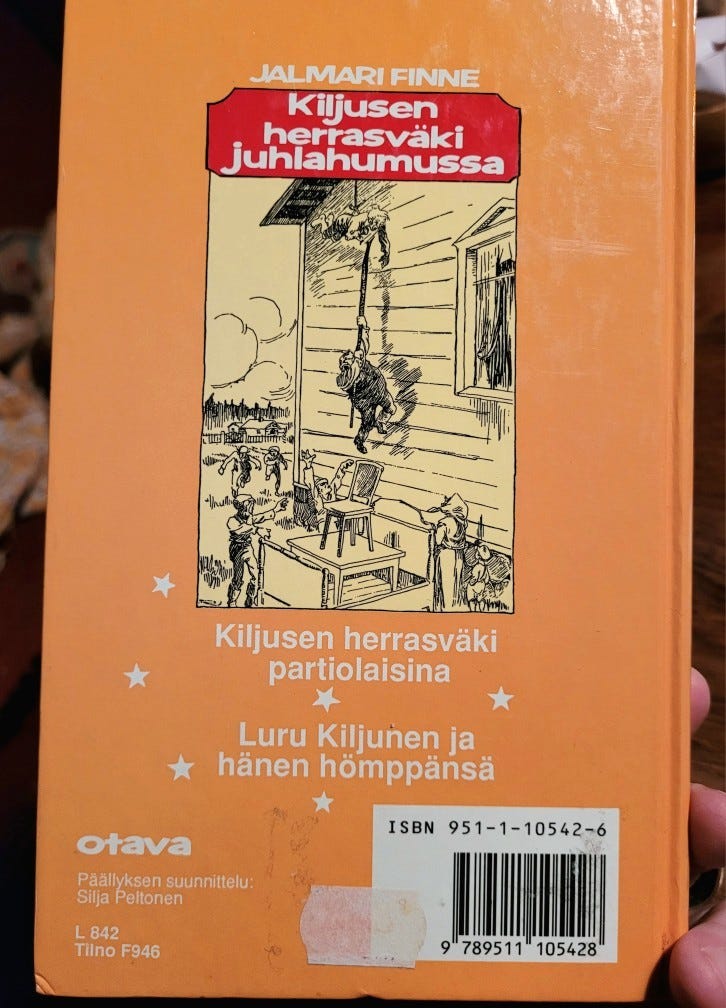 JALMARI FINNE
Kiljusen
herrasväki
juhlahumussa
Kiljusen herrasväki
partiolaisina
Luru Kiljunen ja
hänen hömppänsä
otava
Päällyksen suunnittelu:
Silja Peltonen
L 842
Tilno F946
ISBN 951-1-10542-6
9 789511 105428